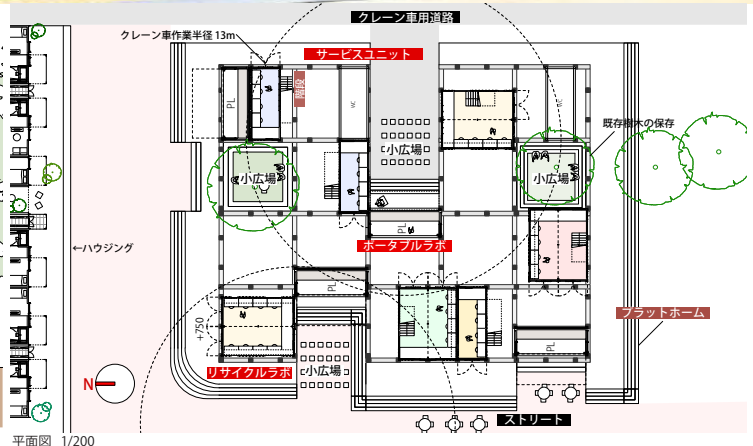 クレーン車用道路
クレーン車作業半径 13m
サービスユニット
PL
階段
W.C
W.C
既存樹木の保存
小広場
小広場
小広場
PL
ポータブルラボ
←ハウジング
PL
プラットホーム
+750
PL
リサイクルラボ
小広場
N
ストリート
平面図 1/200